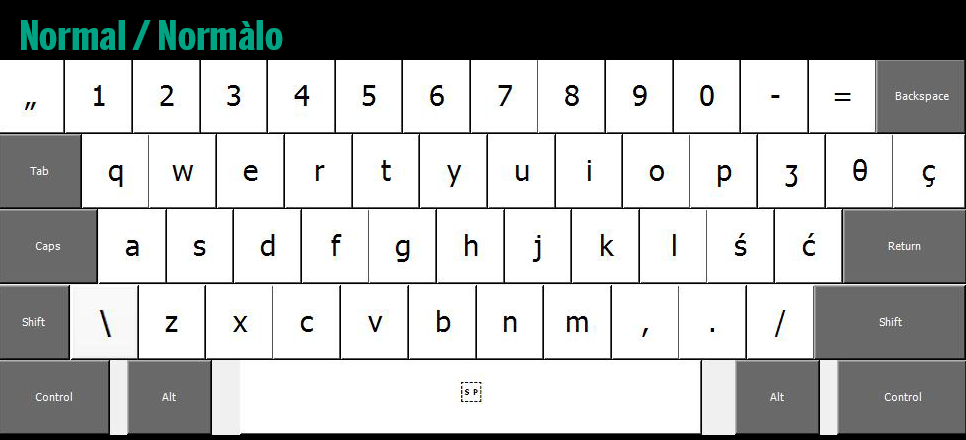 Normal / Normàlo
„ 1 2 3 4 5 6 7 8 9 0 - = Backspace
Tab q w e r t y u i o p ʒ θ ç
Caps a s d f g h j k l ś ć Return
Shift \ z x c v b n m , . / Shift
Control Alt SP Alt Control